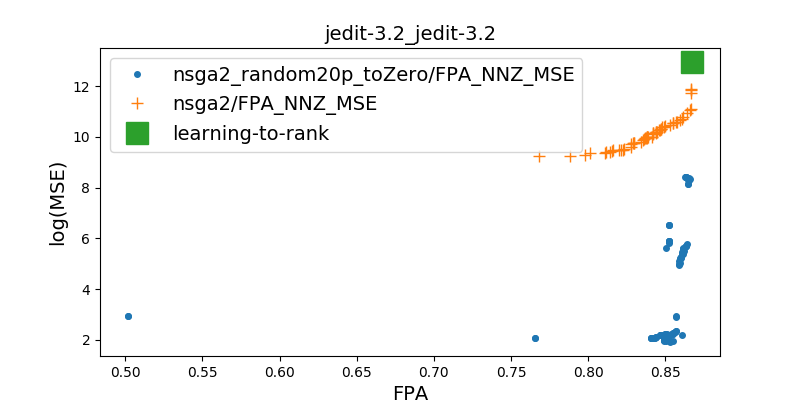 jedit-3.2_jedit-3.2
nsga2_random20p_toZero/FPA_NNZ_MSE
nsga2/FPA_NNZ_MSE
learning-to-rank
log(MSE)
12
10
8
6
4
2
0.50 0.55 0.60 0.65 0.70 0.75 0.80 0.85
FPA